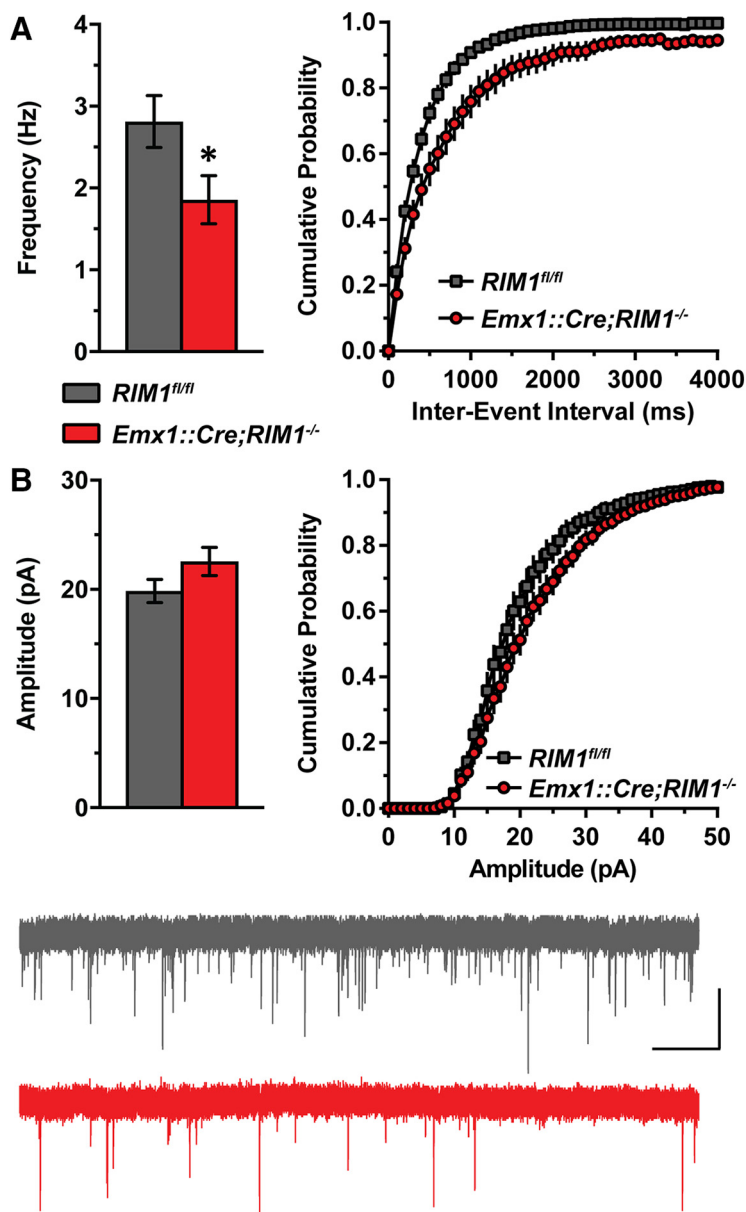 A
Frequency (Hz)
4
3
2
1
0
*
Cumulative Probability
1.0
0.8
0.6
0.4
0.2
0.0
RIM1fl/fl
Emx1::Cre;RIM1-/-
0 1000 2000 3000 4000
Inter-Event Interval (ms)
RIM1fl/fl
Emx1::Cre;RIM1-/-
B
Amplitude (pA)
30
20
10
0
Cumulative Probability
1.0
0.8
0.6
0.4
0.2
0.0
RIM1fl/fl
Emx1::Cre;RIM1-/-
0 10 20 30 40 50
Amplitude (pA)